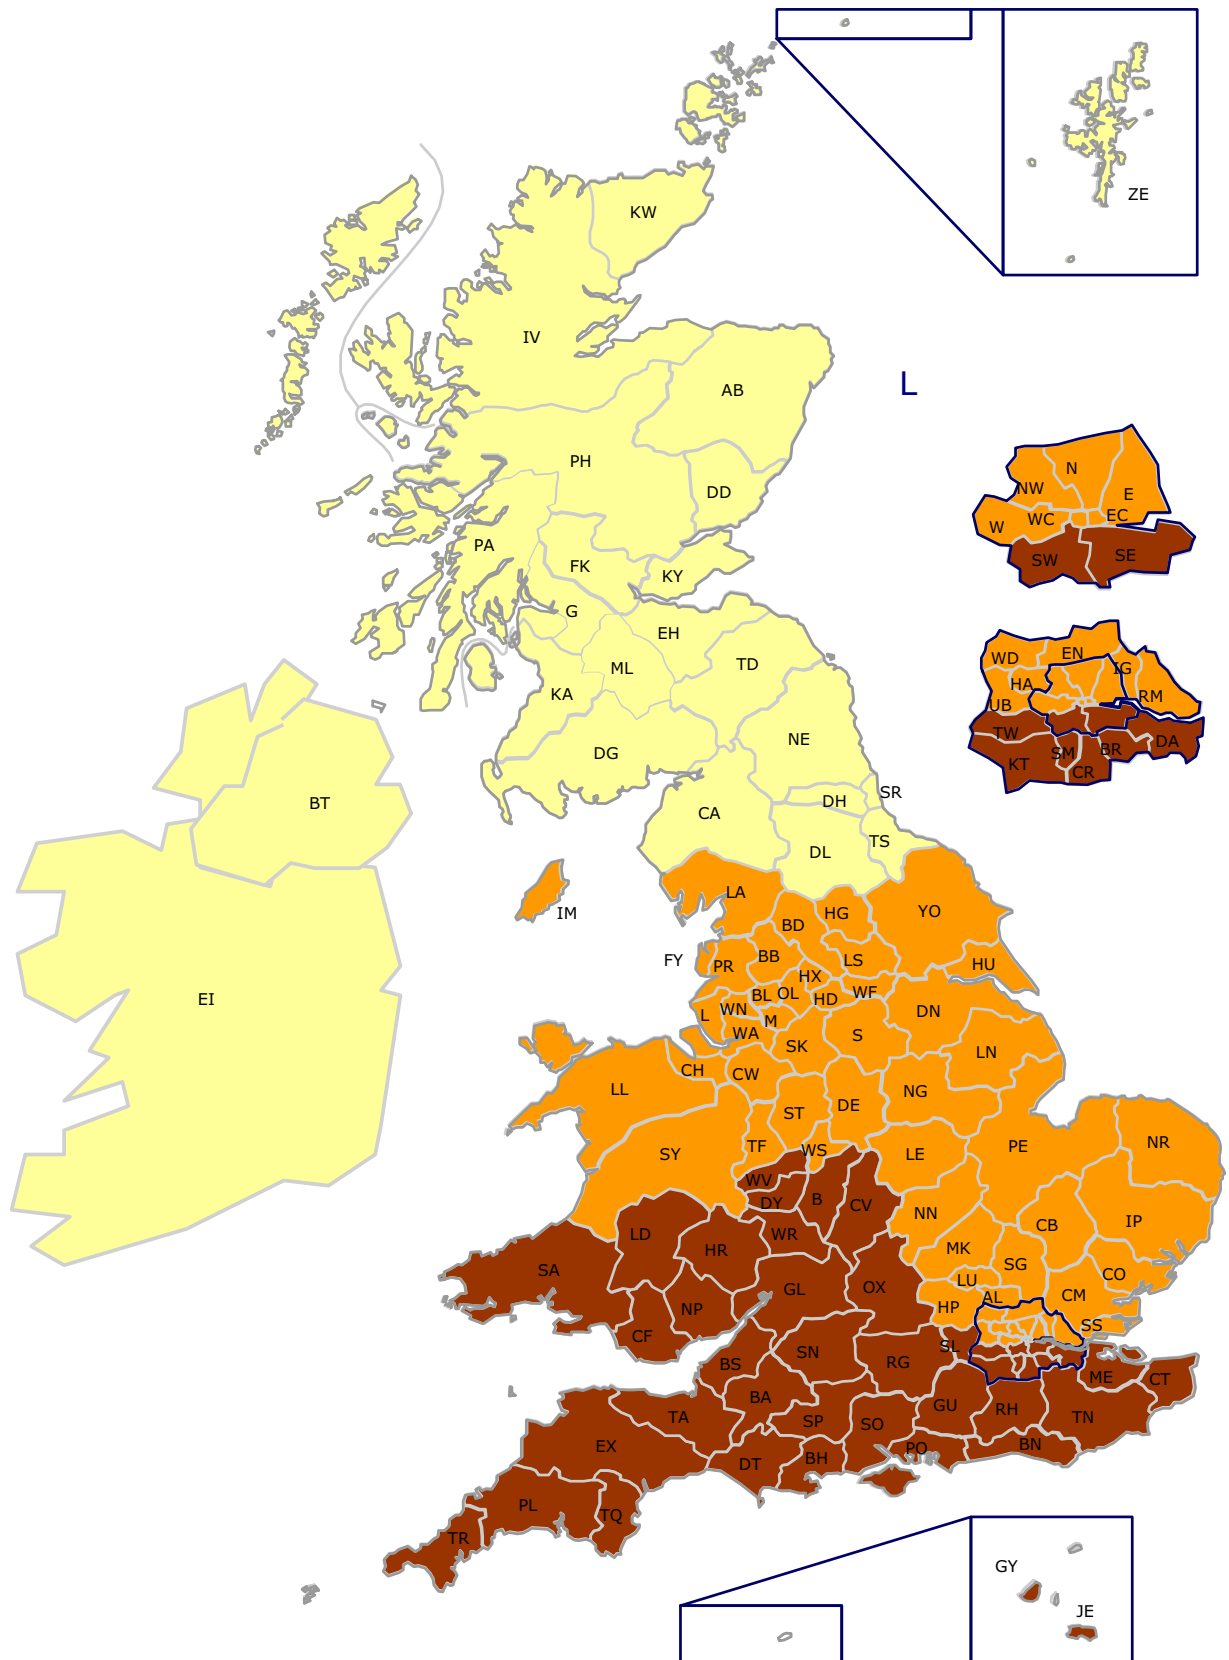 ZE
KW
IV
L
AB
PH
N
DD
NW
E
WC
EC
W
PA
SE
SW
FK
KY
G
EH
EN
WD
TD
IG
ML
HA
KA
RM
UB
TW
NE
DG
DA
BR
SM
KT
CR
SR
BT
DH
CA
TS
DL
LA
IM
HG
YO
BD
FY
BB
LS
HU
PR
HX
EI
BL
OL
WF
HD
WN
DN
L
M
WA
S
SK
LN
CH
CW
LL
NG
DE
ST
TF
PE
NR
WS
SY
LE
WV
DY
B
CV
NN
IP
CB
LD
WR
HR
MK
SG
SA
CO
LU
GL
OX
AL
CM
HP
NP
SS
CF
SL
SN
RG
BS
ME
CT
BA
GU
RH
TA
TN
SP
SO
EX
PO
BN
DT
BH
PL
TQ
TR
GY
JE